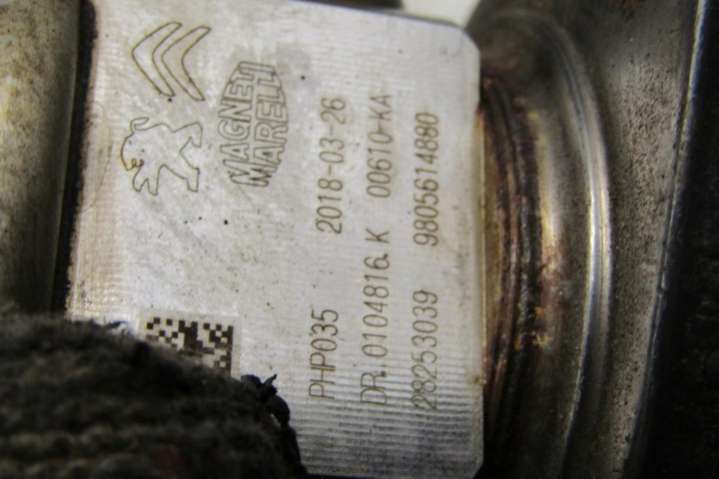 MAGNETI
MARELLI
PHP035 2018-03-26
DR.0104816.K 00610-KA
28253039 9805614880